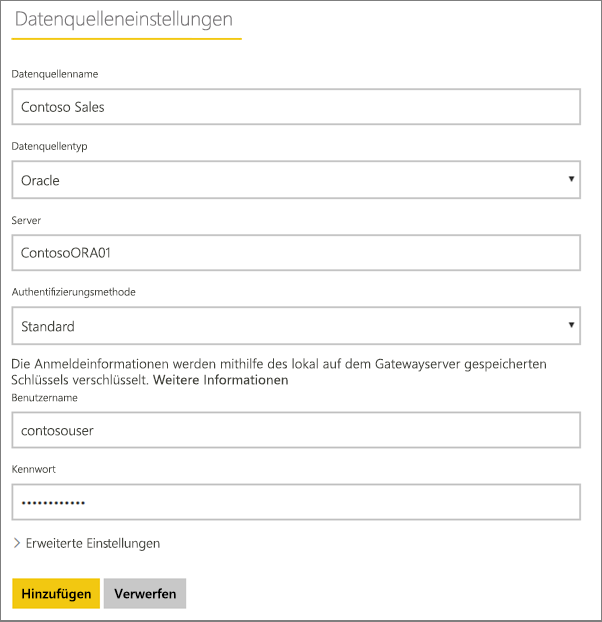 Datenquelleneinstellungen
Datenquellenname
Contoso Sales
Datenquellentyp
Oracle
Server
ContosoORA01
Authentifizierungsmethode
Standard
Die Anmeldeinformationen werden mithilfe des lokal auf dem Gatewayserver gespeicherten
Schlüssels verschlüsselt. Weitere Informationen
Benutzername
contosouser
Kennwort
••••••••••••
Erweiterte Einstellungen
Hinzufügen Verwerfen